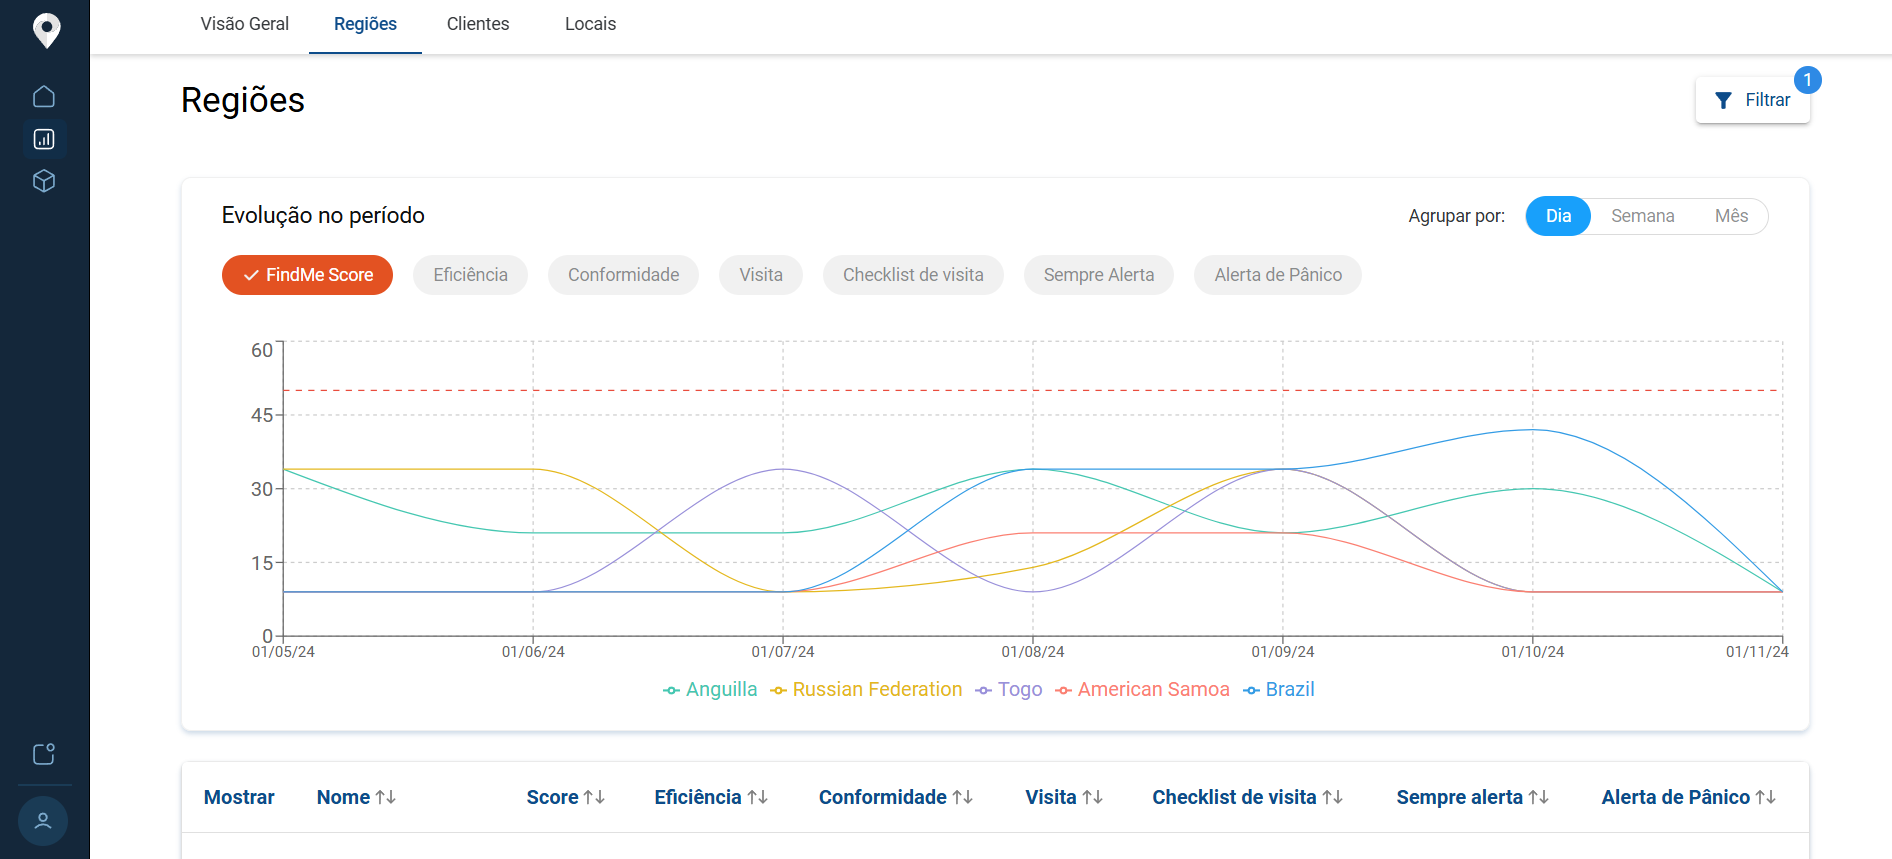 Visão Geral
Regiões
Clientes
Locais
Regiões
Filtrar
1
Evolução no período
Agrupar por:
Dia
Semana
Mês
FindMe Score
Eficiência
Conformidade
Visita
Checklist de visita
Sempre Alerta
Alerta de Pânico
60
45
30
15
0
01/05/24
01/06/24
01/07/24
01/08/24
01/09/24
01/10/24
01/11/24
Anguilla
Russian Federation
Togo
American Samoa
Brazil
Mostrar
Nome
Score
Eficiência
Conformidade
Visita
Checklist de visita
Sempre alerta
Alerta de Pânico